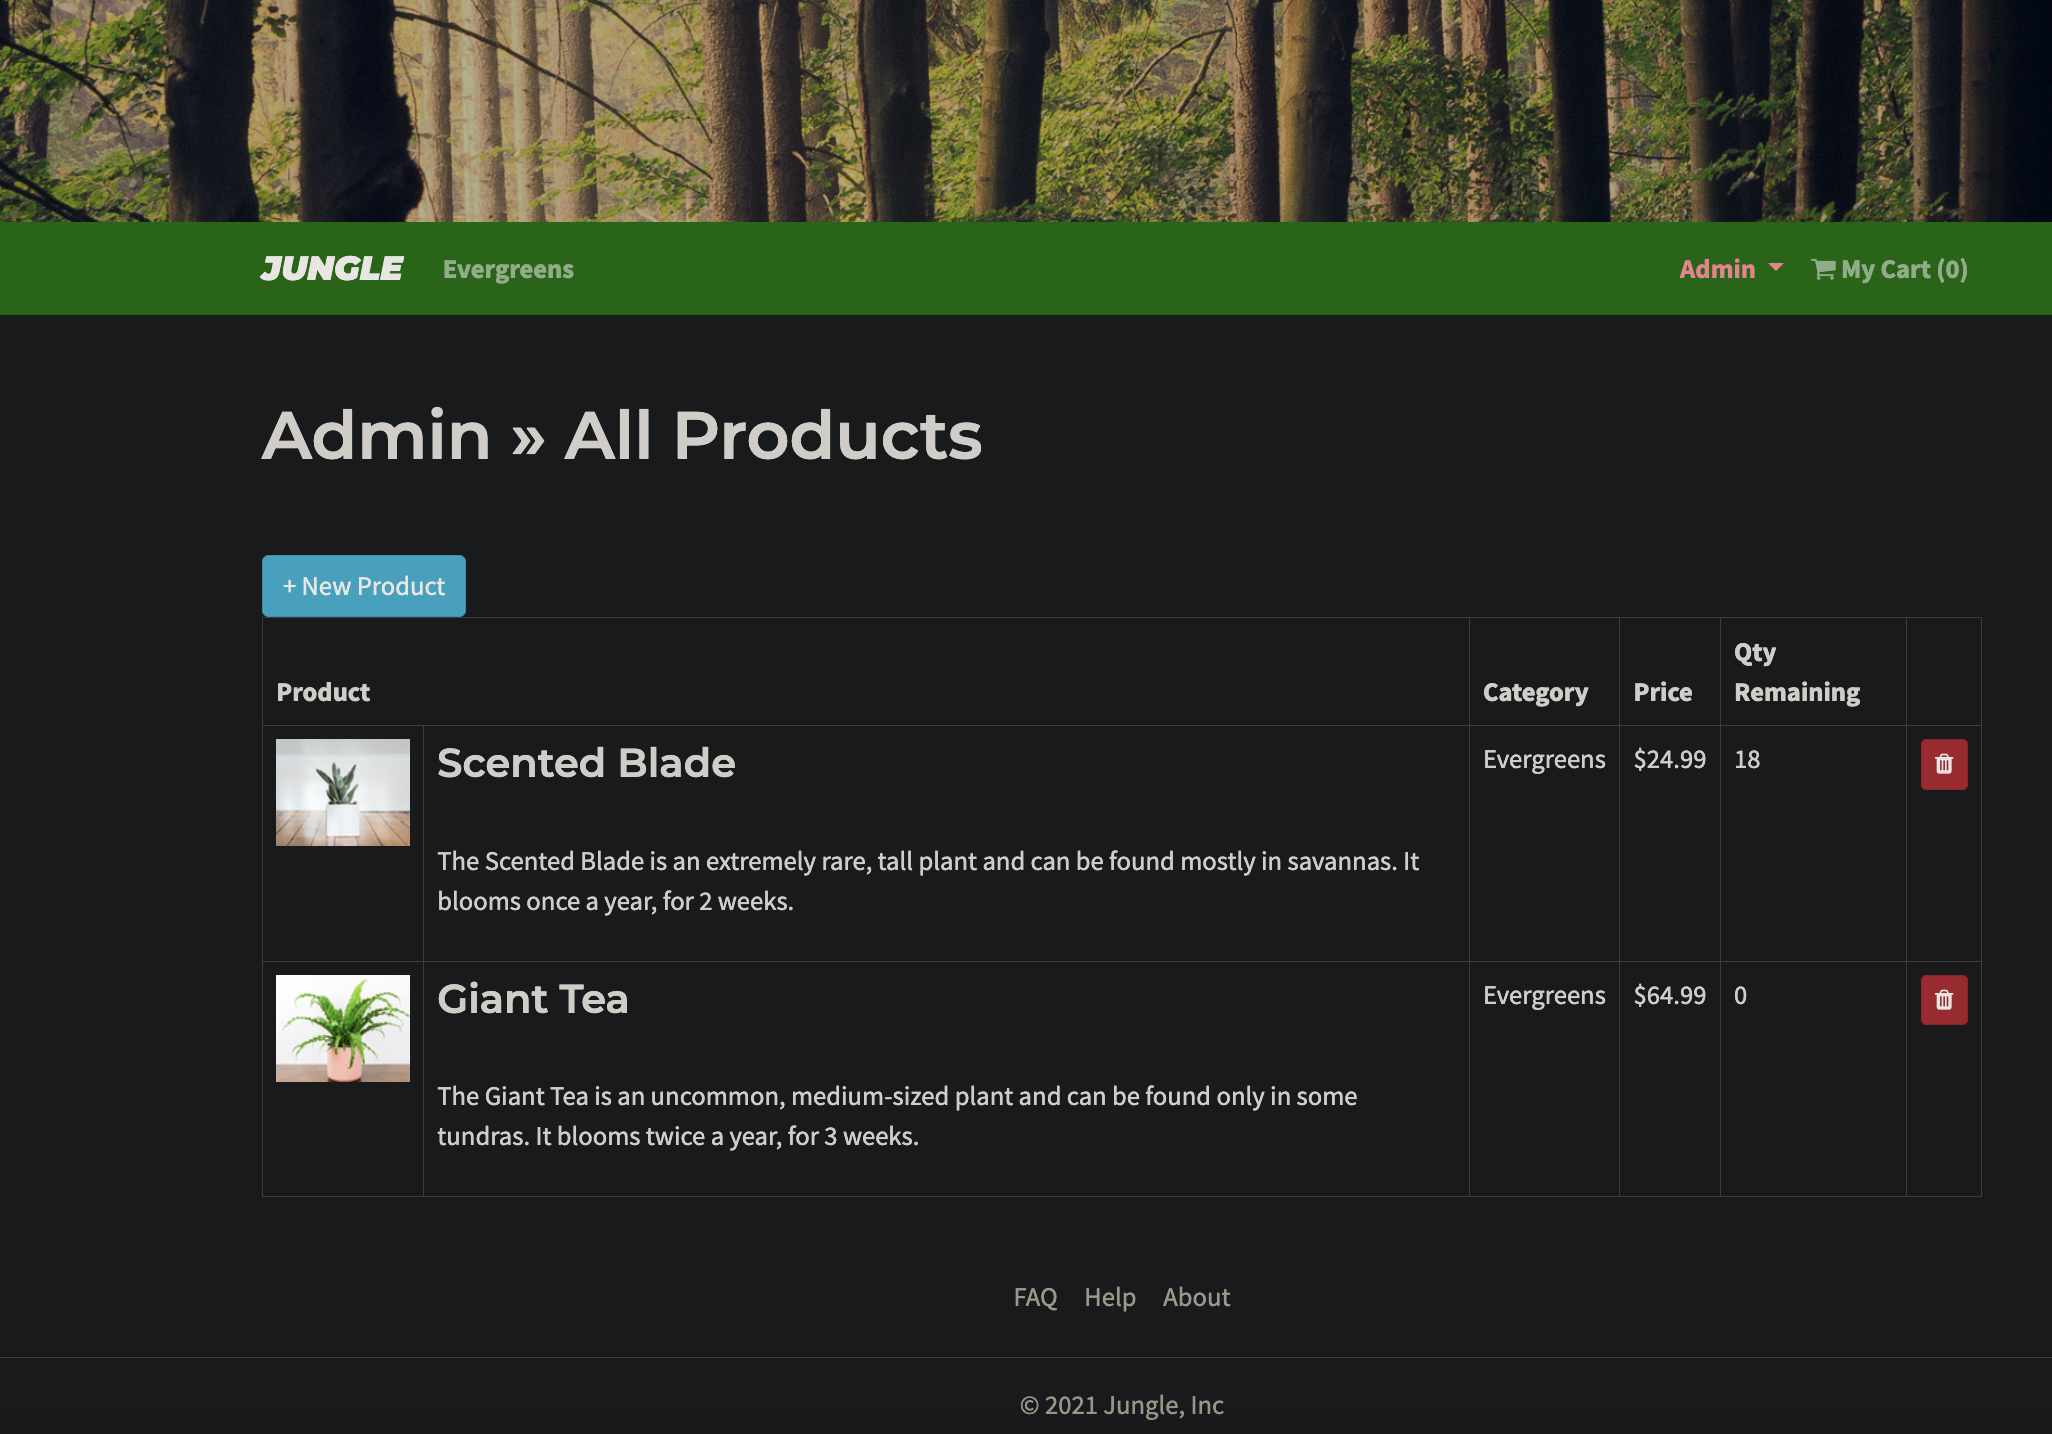 JUNGLE Evergreens Admin My Cart (0)
Admin » All Products
+ New Product
Product Category Price Qty Remaining
Scented Blade Evergreens $24.99 18
The Scented Blade is an extremely rare, tall plant and can be found mostly in savannas. It
blooms once a year, for 2 weeks.
Giant Tea Evergreens $64.99 0
The Giant Tea is an uncommon, medium-sized plant and can be found only in some
tundras. It blooms twice a year, for 3 weeks.
FAQ Help About
© 2021 Jungle, Inc